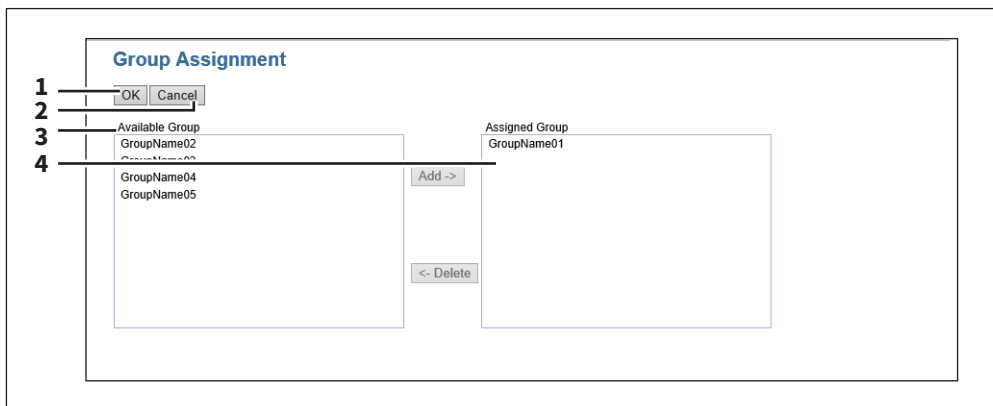 Group Assignment
1
OK Cancel
2
3
Available Group Assigned Group
GroupName02 GroupName01
4
GroupName04 Add ->
GroupName05
<- Delete